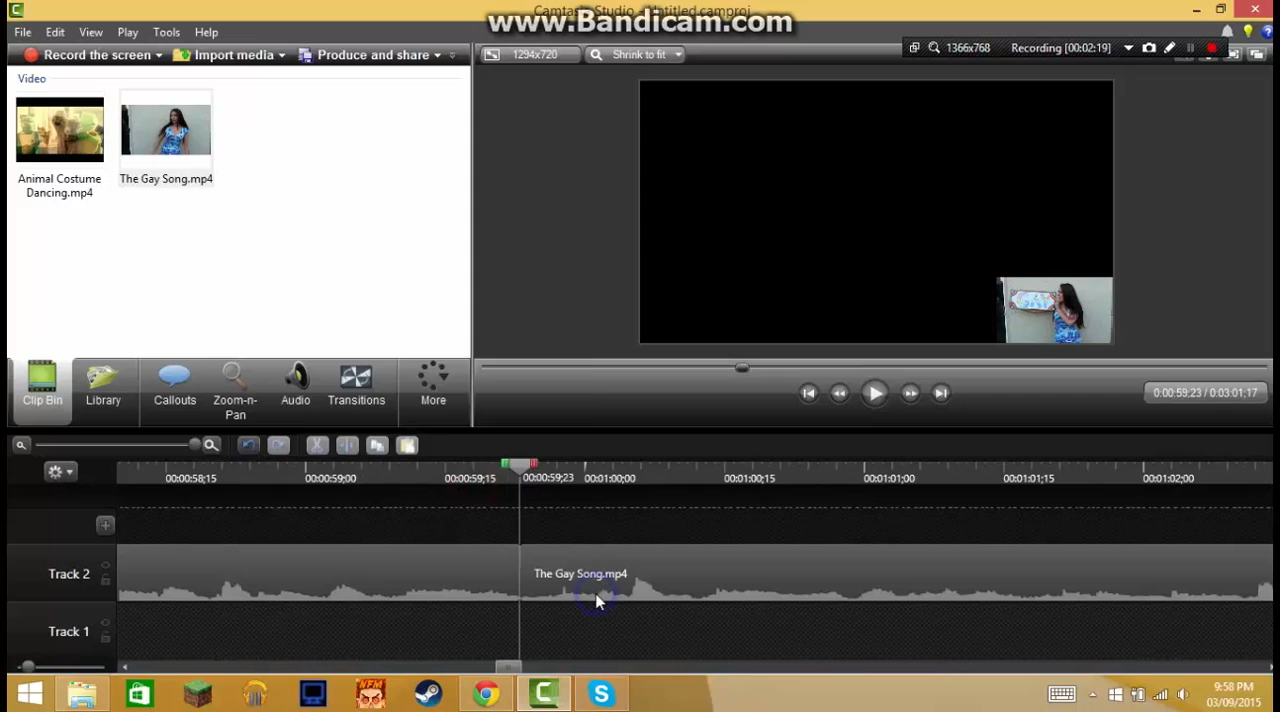 Camtasia Studio - Untitled.camproj
www.Bandicam.com
File Edit View Play Tools Help
Record the screen Import media Produce and share
1294x720 Shrink to fit
1366x768 Recording [00:02:19]
Video
Animal Costume
Dancing.mp4
The Gay Song.mp4
Clip Bin Library Callouts Zoom-n-
Pan Audio Transitions More
0:00:59;23 / 0:03:01;17
00:00:58;15 00:00:59;00 00:00:59;15 00:00:59;23 00:01:00;00 00:01:00;15 00:01:01;00 00:01:01;15 00:01:02;00
Track 2 The Gay Song.mp4
Track 1
NFM
9:58 PM
03/09/2015